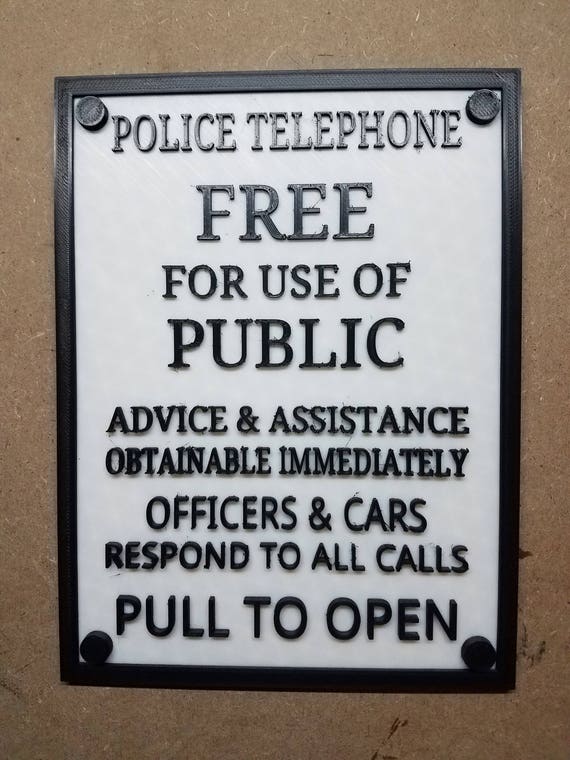 POLICE TELEPHONE
FREE
FOR USE OF
PUBLIC
ADVICE & ASSISTANCE
OBTAINABLE IMMEDIATELY
OFFICERS & CARS
RESPOND TO ALL CALLS
PULL TO OPEN